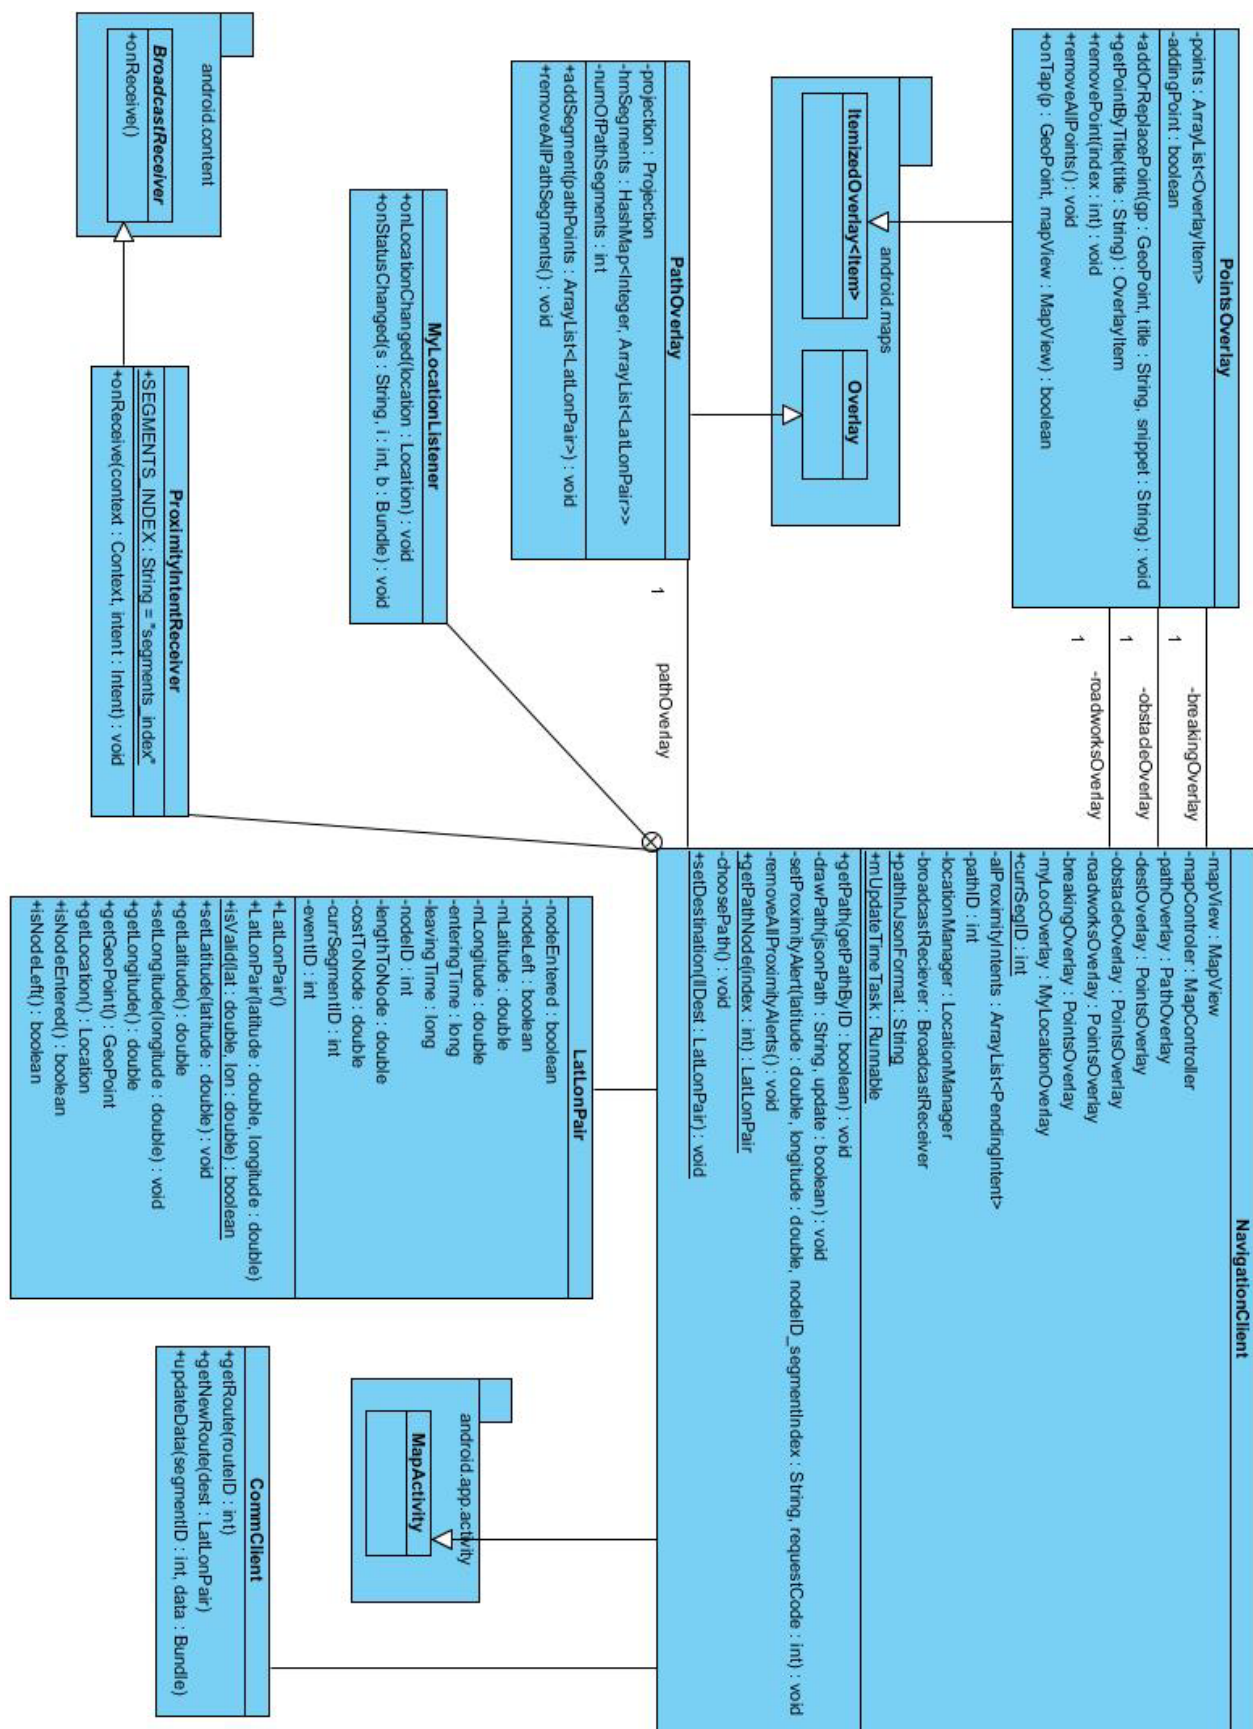 PointsOverlay
-points : ArrayList<OverlayItem>
-addingPoint : boolean
+addOrReplacePoint(gp : GeoPoint, title : String, snippet : String) : void
+getPointByTitle(title : String) : OverlayItem
+removePoint(index : int) : void
+removeAllPoints() : void
+onTap(p : GeoPoint, mapView : MapView) : boolean
1
-breakingOverlay
1
-obstacleOverlay
1
-roadworksOverlay
android.maps
ItemizedOverlay<Item>
Overlay
PathOverlay
-projection : Projection
-hmSegments : HashMap<Integer, ArrayList<LatLonPair>>
-numOfPathSegments : int
+addSegment(pathPoints : ArrayList<LatLonPair>) : void
+removeAllPathSegments() : void
1
pathOverlay
MyLocationListener
+onLocationChanged(location : Location) : void
+onStatusChanged(s : String, i : int, b : Bundle) : void
android.content
BroadcastReceiver
+onReceive()
ProximityIntentReceiver
+SEGMENTS_INDEX : String = "segments_index"
+onReceive(context : Context, intent : Intent) : void
NavigationClient
-mapView : MapView
-mapControler : MapController
-pathOverlay : PathOverlay
-destOverlay : PointsOverlay
-obstacleOverlay : PointsOverlay
-roadworksOverlay : PointsOverlay
-breakingOverlay : PointsOverlay
-myLocOverlay : MyLocationOverlay
+currSegID : int
-alProximityIntents : ArrayList<PendingIntent>
-pathID : int
-locationManager : LocationManager
-broadcastReciever : BroadcastReceiver
+pathInJsonFormat : String
+mUpdateTimeTask : Runnable
+getPath(getPathByID : boolean) : void
-drawPath(jsonPath : String, update : boolean) : void
-setProximityAlert(latitude : double, longitude : double, nodeID_segmentIndex : String, requestCode : int) : void
-removeAllProximityAlerts() : void
+getPathNode(index : int) : LatLonPair
-choosePath() : void
+setDestination(llDest : LatLonPair) : void
LatLonPair
-nodeEntered : boolean
-nodeLeft : boolean
-mLatitude : double
-mLongitude : double
-enteringTime : long
-leavingTime : long
-nodeID : int
-lengthToNode : double
-costToNode : double
-currSegmentID : int
-eventID : int
+LatLonPair()
+LatLonPair(latitude : double, longitude : double)
+isValid(lat : double, lon : double) : boolean
+setLatitude(latitude : double) : void
+getLatitude() : double
+setLongitude(longitude : double) : void
+getLongitude() : double
+getGeoPoint() : GeoPoint
+getLocation() : Location
+isNodeEntered() : boolean
+isNodeLeft() : boolean
android.app.activity
MapActivity
CommClient
+getRoute(routeID : int)
+getNewRoute(dest : LatLonPair)
+updateData(segmentID : int, data : Bundle)